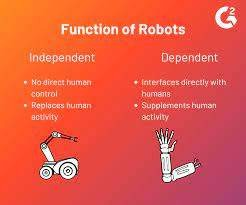 G2
Function of Robots
Independent
No direct human
control
Replaces human
activity
Dependent
Interfaces directly with
humans
Supplements human
activity